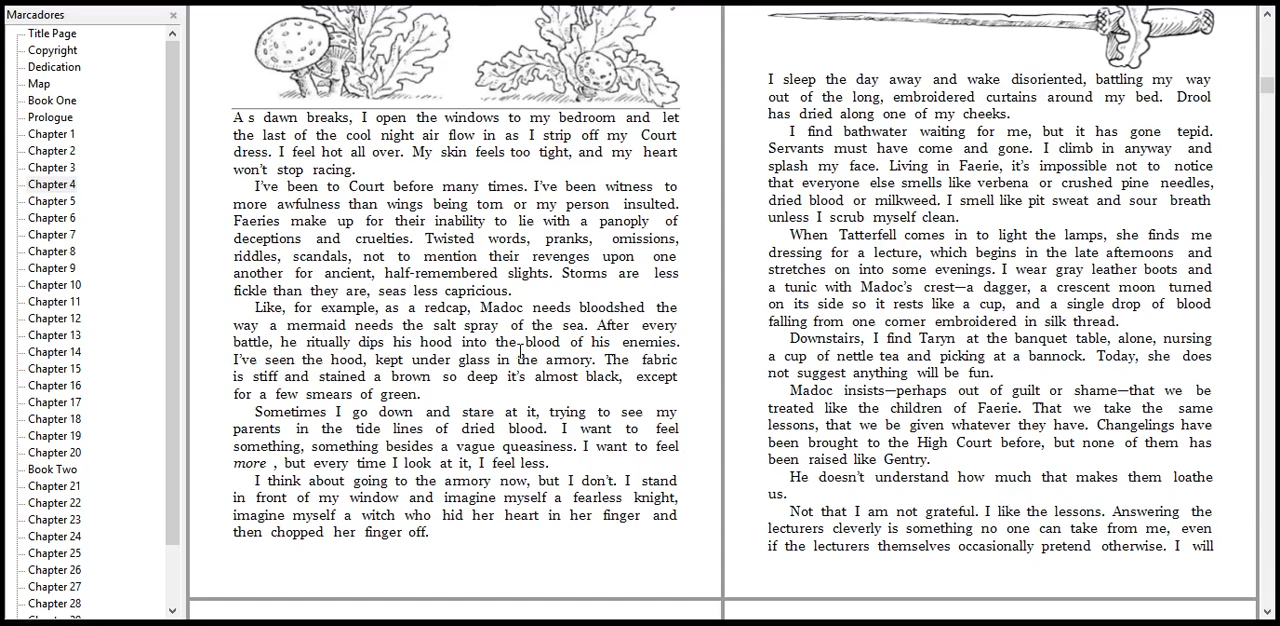 Marcadores
Title Page
Copyright
Dedication
Map
Book One
Prologue
Chapter 1
Chapter 2
Chapter 3
Chapter 4
Chapter 5
Chapter 6
Chapter 7
Chapter 8
Chapter 9
Chapter 10
Chapter 11
Chapter 12
Chapter 13
Chapter 14
Chapter 15
Chapter 16
Chapter 17
Chapter 18
Chapter 19
Chapter 20
Book Two
Chapter 21
Chapter 22
Chapter 23
Chapter 24
Chapter 25
Chapter 26
Chapter 27
Chapter 28
A s dawn breaks, I open the windows to my bedroom and let
the last of the cool night air flow in as I strip off my Court
dress. I feel hot all over. My skin feels too tight, and my heart
won't stop racing.
I've been to Court before many times. I've been witness to
more awfulness than wings being torn or my person insulted.
Faeries make up for their inability to lie with a panoply of
deceptions and cruelties. Twisted words, pranks, omissions,
riddles, scandals, not to mention their revenges upon one
another for ancient, half-remembered slights. Storms are less
fickle than they are, seas less capricious.
Like, for example, as a redcap, Madoc needs bloodshed the
way a mermaid needs the salt spray of the sea. After every
battle, he ritually dips his hood into the blood of his enemies.
I've seen the hood, kept under glass in the armory. The fabric
is stiff and stained a brown so deep it's almost black, except
for a few smears of green.
Sometimes I go down and stare at it, trying to see my
parents in the tide lines of dried blood. I want to feel
something, something besides a vague queasiness. I want to feel
more , but every time I look at it, I feel less.
I think about going to the armory now, but I don't. I stand
in front of my window and imagine myself a fearless knight,
imagine myself a witch who hid her heart in her finger and
then chopped her finger off.
I sleep the day away and wake disoriented, battling my way
out of the long, embroidered curtains around my bed. Drool
has dried along one of my cheeks.
I find bathwater waiting for me, but it has gone tepid.
Servants must have come and gone. I climb in anyway and
splash my face. Living in Faerie, it's impossible not to notice
that everyone else smells like verbena or crushed pine needles,
dried blood or milkweed. I smell like pit sweat and sour breath
unless I scrub myself clean.
When Tatterfell comes in to light the lamps, she finds me
dressing for a lecture, which begins in the late afternoons and
stretches on into some evenings. I wear gray leather boots and
a tunic with Madoc's crest—a dagger, a crescent moon turned
on its side so it rests like a cup, and a single drop of blood
falling from one corner embroidered in silk thread.
Downstairs, I find Taryn at the banquet table, alone, nursing
a cup of nettle tea and picking at a bannock. Today, she does
not suggest anything will be fun.
Madoc insists—perhaps out of guilt or shame—that we be
treated like the children of Faerie. That we take the same
lessons, that we be given whatever they have. Changelings have
been brought to the High Court before, but none of them has
been raised like Gentry.
He doesn't understand how much that makes them loathe
us.
Not that I am not grateful. I like the lessons. Answering the
lecturers cleverly is something no one can take from me, even
if the lecturers themselves occasionally pretend otherwise. I will